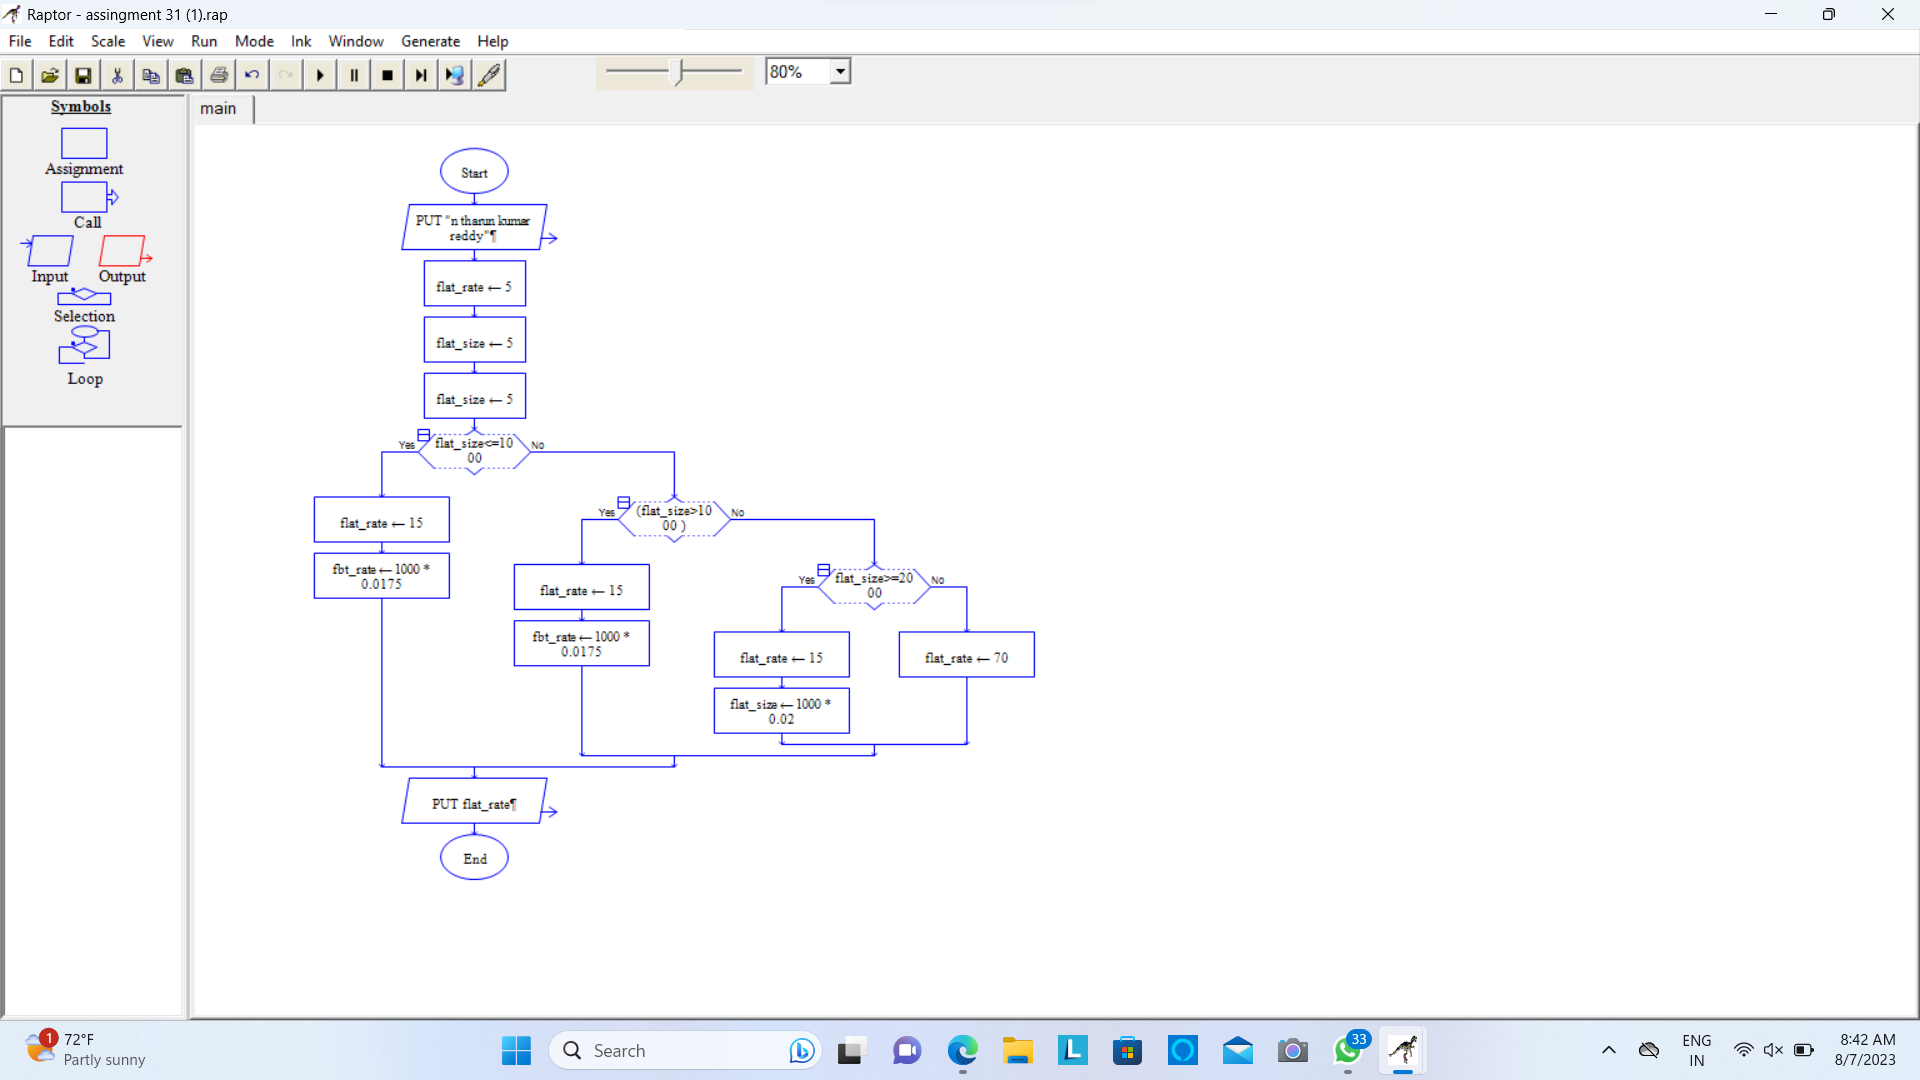 Raptor - assingment 31 (1).rap
File Edit Scale View Run Mode Ink Window Generate Help
80%
Symbols
main
Assignment
Call
Input Output
Selection
Loop
Start
PUT "n tharun kumar
reddy"¶
flat_rate ← 5
flat_size ← 5
flat_size ← 5
Yes flat_size<=10 No
00
flat_rate ← 15
fbt_rate ← 1000 *
0.0175
Yes (flat_size>10 No
00 )
flat_rate ← 15
fbt_rate ← 1000 *
0.0175
Yes flat_size>=20 No
00
flat_rate ← 15
flat_size ← 1000 *
0.02
flat_rate ← 70
PUT flat_rate¶
End
1
72°F
Partly sunny
Search
L
33
ENG
IN
8:42 AM
8/7/2023